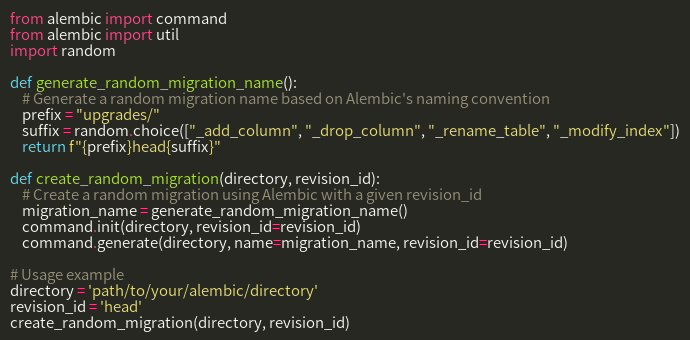 from alembic import command
from alembic import util
import random

def generate_random_migration_name():
    # Generate a random migration name based on Alembic's naming convention
    prefix = "upgrades/"
    suffix = random.choice(["_add_column", "_drop_column", "_rename_table", "_modify_index"])
    return f"{prefix}head{suffix}"

def create_random_migration(directory, revision_id):
    # Create a random migration using Alembic with a given revision_id
    migration_name = generate_random_migration_name()
    command.init(directory, revision_id=revision_id)
    command.generate(directory, name=migration_name, revision_id=revision_id)

# Usage example
directory = 'path/to/your/alembic/directory'
revision_id = 'head'
create_random_migration(directory, revision_id)